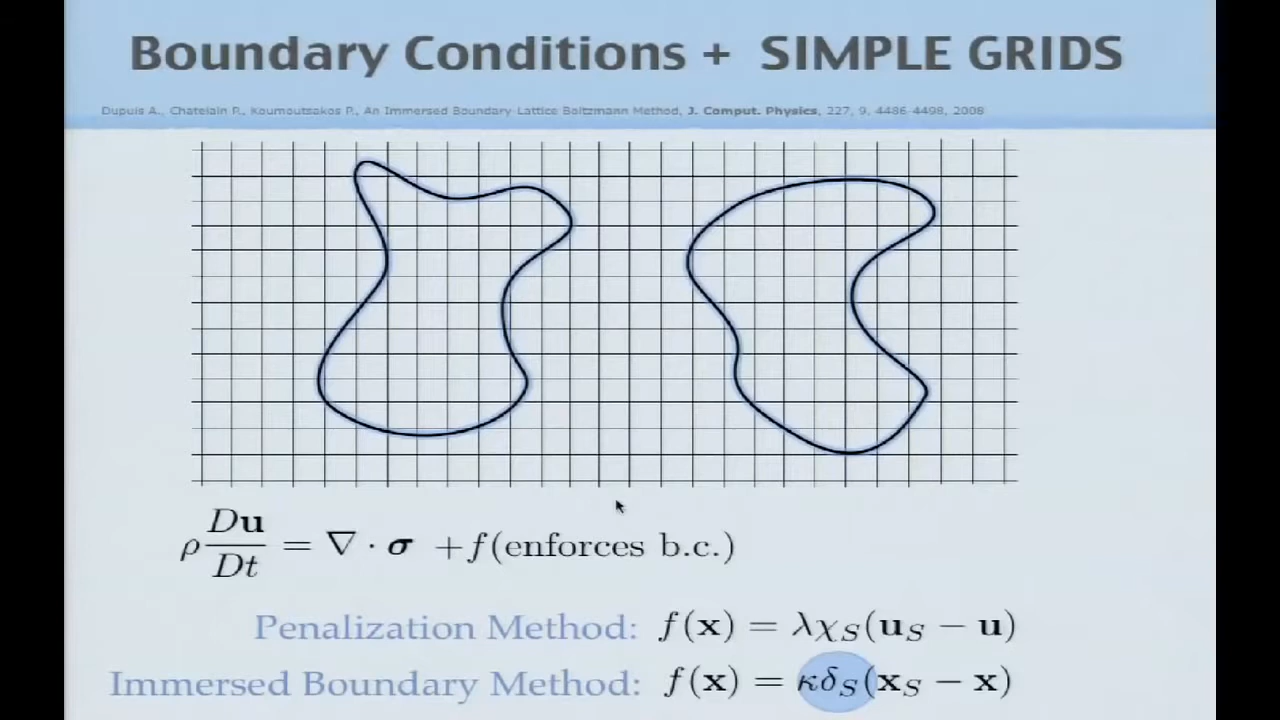 Boundary Conditions + SIMPLE GRIDS
Dupuis A., Chatelain P., Koumoutsakos P., An Immersed Boundary-Lattice Boltzmann Method, J. Comput. Physics, 227, 9, 4486-4498, 2008
ρ Du/Dt = ∇ · σ + f(enforces b.c.)
Penalization Method: f(x) = λχ_S(u_S − u)
Immersed Boundary Method: f(x) = κδ_S(x_S − x)